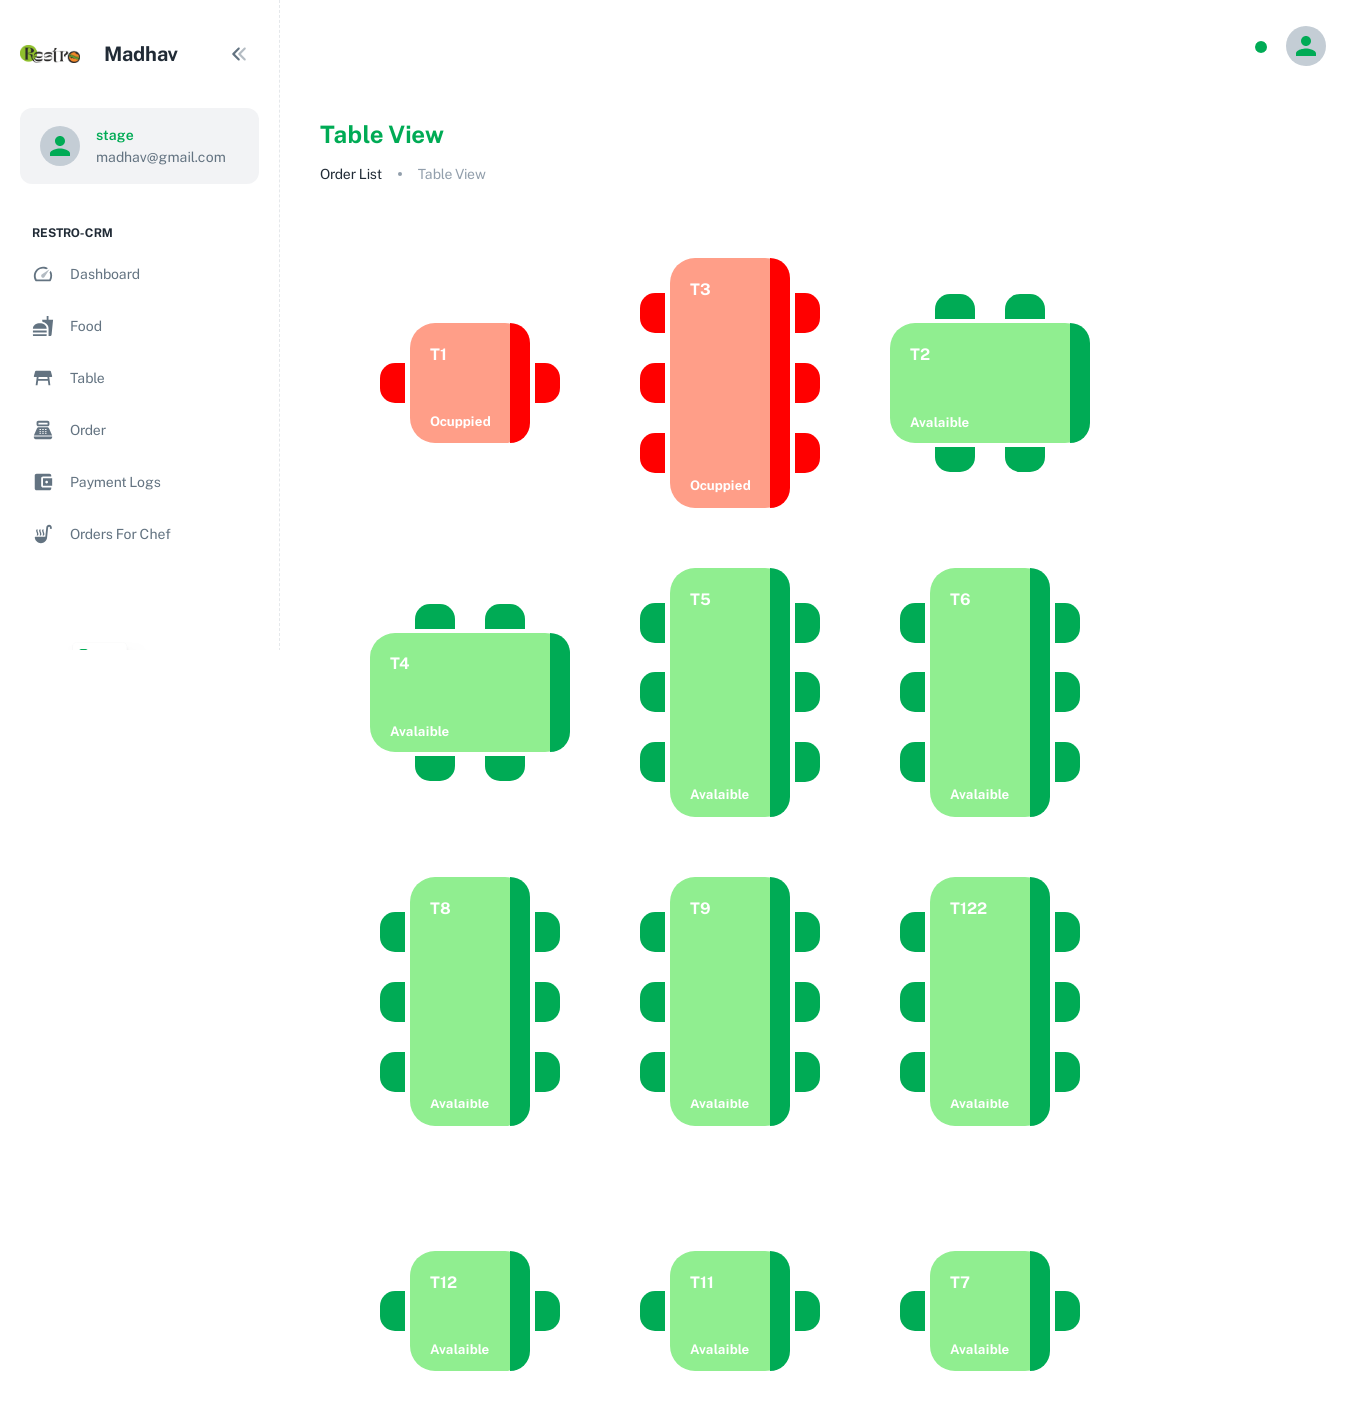 Restro
Madhav
stage
madhav@gmail.com
RESTRO-CRM
Dashboard
Food
Table
Order
Payment Logs
Orders For Chef
Table View
Order List • Table View
T1
Ocuppied
T3
Ocuppied
T2
Avalaible
T4
Avalaible
T5
Avalaible
T6
Avalaible
T8
Avalaible
T9
Avalaible
T122
Avalaible
T12
Avalaible
T11
Avalaible
T7
Avalaible